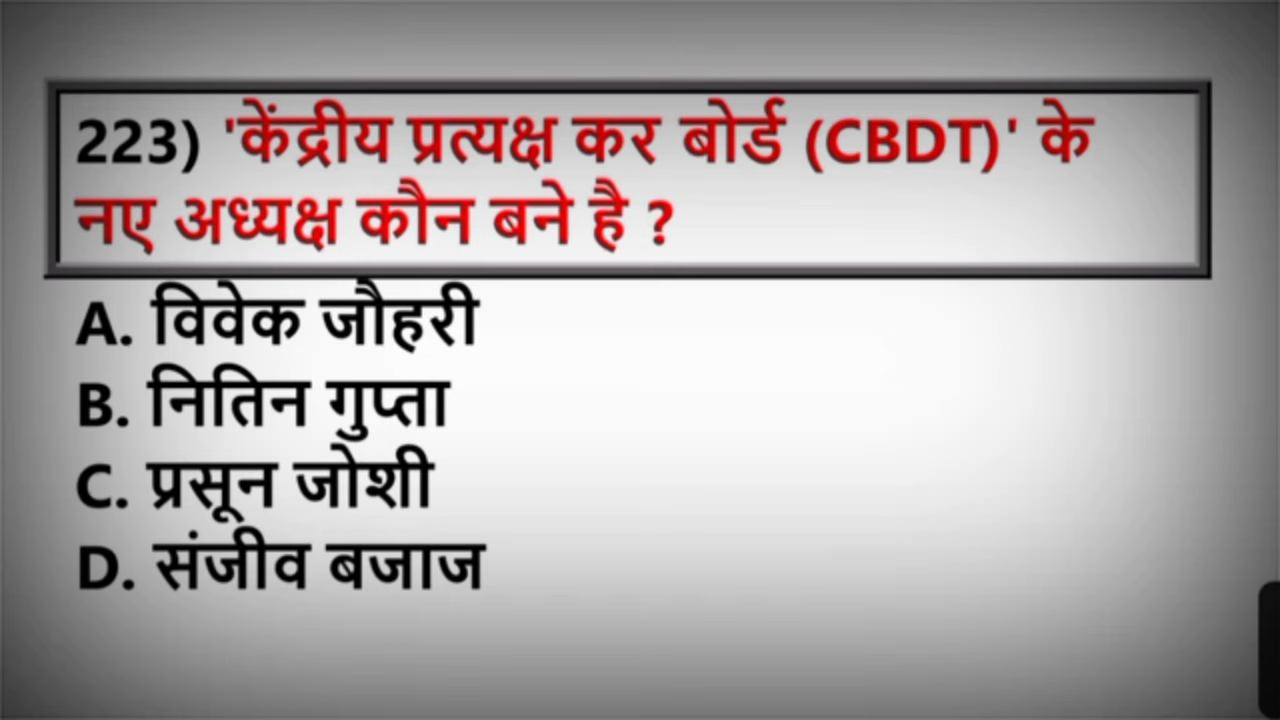 223) 'केंद्रीय प्रत्यक्ष कर बोर्ड (CBDT)' के
नए अध्यक्ष कौन बने है ?
A. विवेक जौहरी
B. नितिन गुप्ता
C. प्रसून जोशी
D. संजीव बजाज